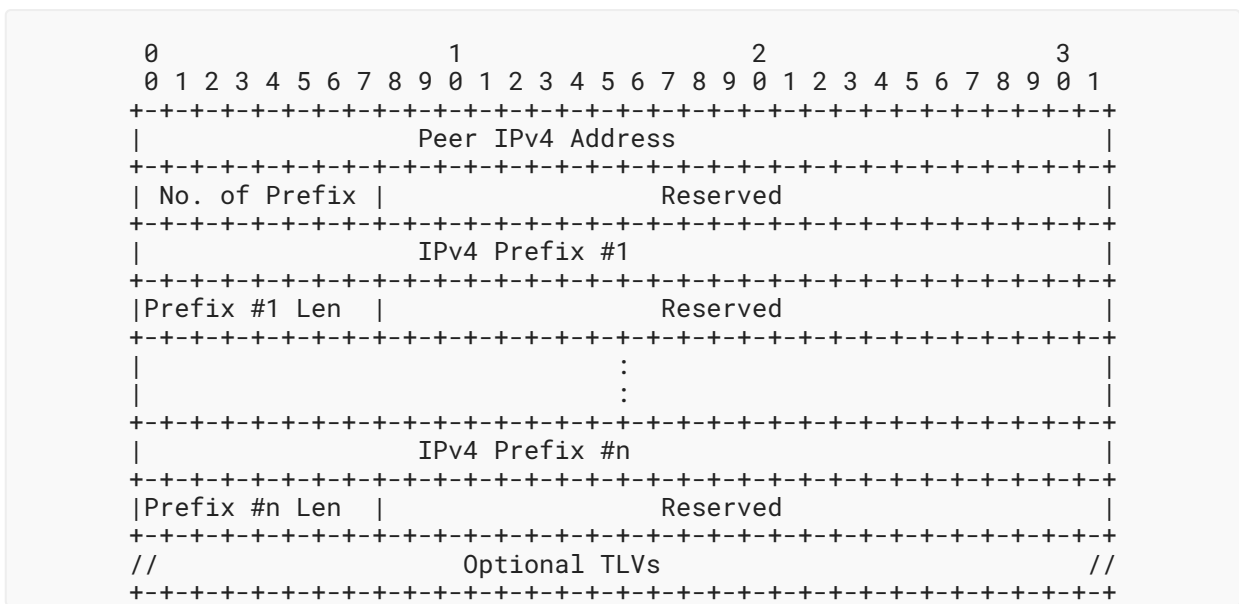 0                   1                   2                   3
 0 1 2 3 4 5 6 7 8 9 0 1 2 3 4 5 6 7 8 9 0 1 2 3 4 5 6 7 8 9 0 1
+-+-+-+-+-+-+-+-+-+-+-+-+-+-+-+-+-+-+-+-+-+-+-+-+-+-+-+-+-+-+-+-+
|                  Peer IPv4 Address                            |
+-+-+-+-+-+-+-+-+-+-+-+-+-+-+-+-+-+-+-+-+-+-+-+-+-+-+-+-+-+-+-+-+
| No. of Prefix |                  Reserved                     |
+-+-+-+-+-+-+-+-+-+-+-+-+-+-+-+-+-+-+-+-+-+-+-+-+-+-+-+-+-+-+-+-+
|                  IPv4 Prefix #1                               |
+-+-+-+-+-+-+-+-+-+-+-+-+-+-+-+-+-+-+-+-+-+-+-+-+-+-+-+-+-+-+-+-+
|Prefix #1 Len  |                  Reserved                     |
+-+-+-+-+-+-+-+-+-+-+-+-+-+-+-+-+-+-+-+-+-+-+-+-+-+-+-+-+-+-+-+-+
|                               :                               |
|                               :                               |
+-+-+-+-+-+-+-+-+-+-+-+-+-+-+-+-+-+-+-+-+-+-+-+-+-+-+-+-+-+-+-+-+
|                  IPv4 Prefix #n                               |
+-+-+-+-+-+-+-+-+-+-+-+-+-+-+-+-+-+-+-+-+-+-+-+-+-+-+-+-+-+-+-+-+
|Prefix #n Len  |                  Reserved                     |
+-+-+-+-+-+-+-+-+-+-+-+-+-+-+-+-+-+-+-+-+-+-+-+-+-+-+-+-+-+-+-+-+
//                    Optional TLVs                            //
+-+-+-+-+-+-+-+-+-+-+-+-+-+-+-+-+-+-+-+-+-+-+-+-+-+-+-+-+-+-+-+-+